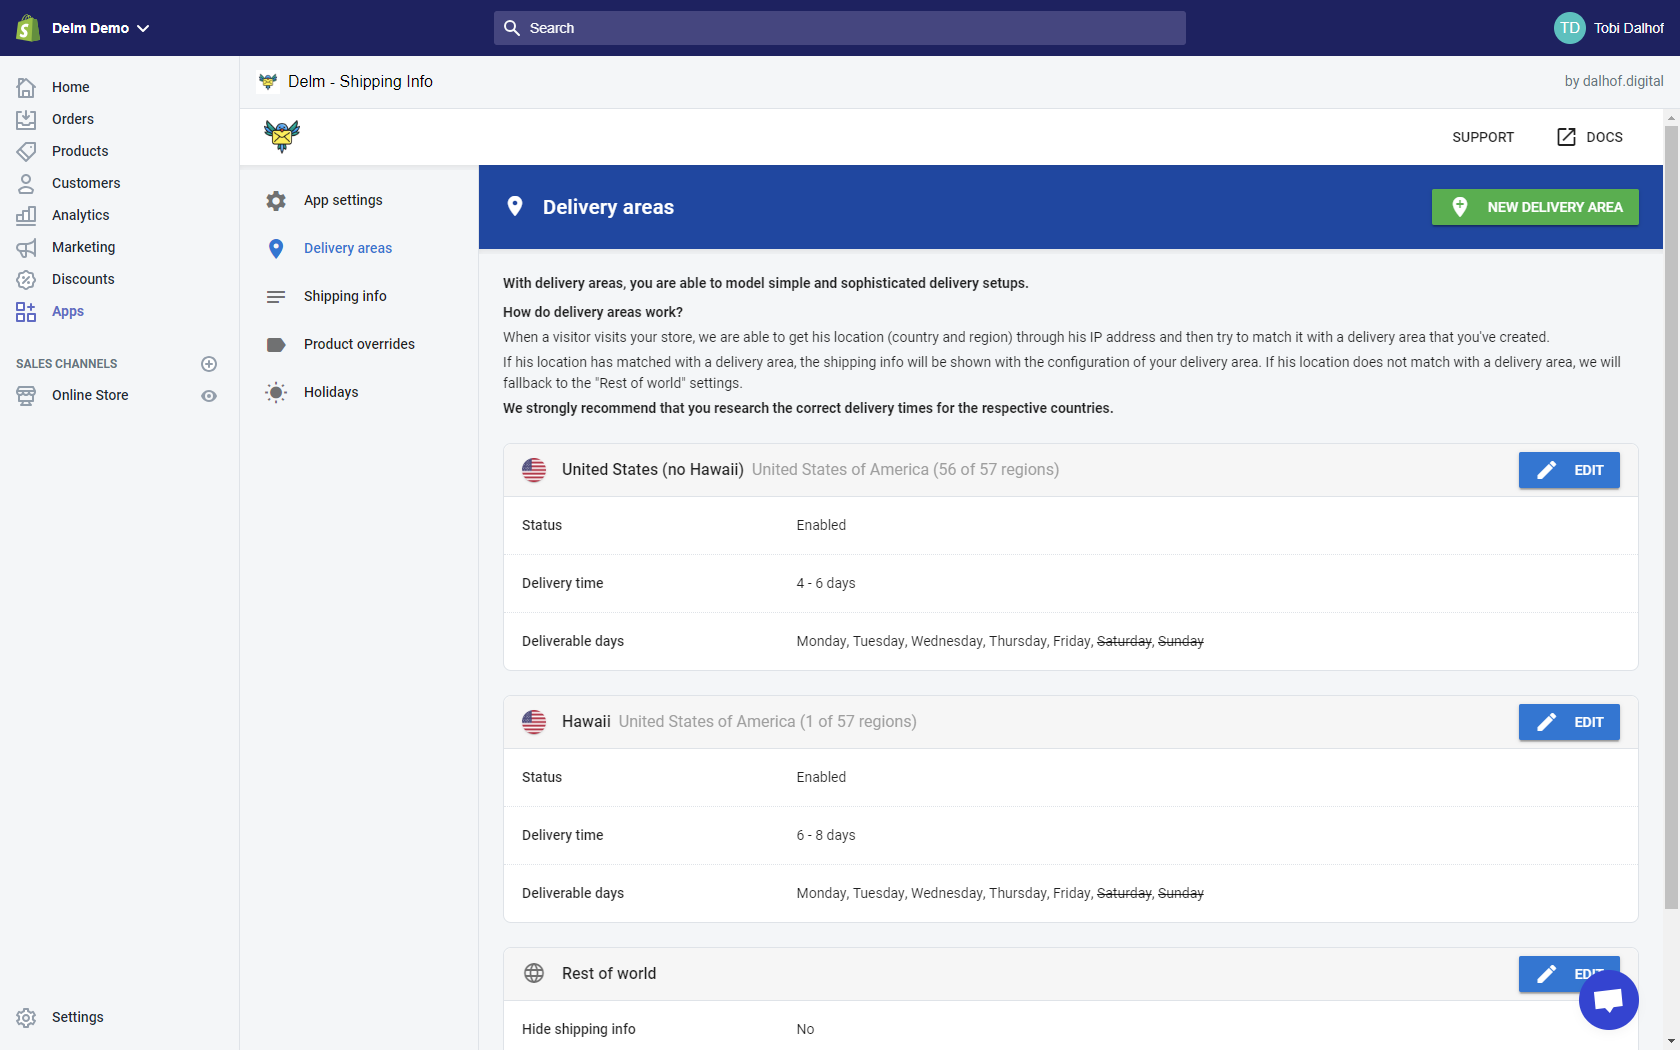 Delm Demo
Search
TD Tobi Dalhof
Home
Orders
Products
Customers
Analytics
Marketing
Discounts
Apps
SALES CHANNELS
Online Store
Settings
Delm - Shipping Info
by dalhof.digital
SUPPORT
DOCS
App settings
Delivery areas
Shipping info
Product overrides
Holidays
Delivery areas
NEW DELIVERY AREA
With delivery areas, you are able to model simple and sophisticated delivery setups.
How do delivery areas work?
When a visitor visits your store, we are able to get his location (country and region) through his IP address and then try to match it with a delivery area that you've created.
If his location has matched with a delivery area, the shipping info will be shown with the configuration of your delivery area. If his location does not match with a delivery area, we will
fallback to the "Rest of world" settings.
We strongly recommend that you research the correct delivery times for the respective countries.
United States (no Hawaii) United States of America (56 of 57 regions)
EDIT
Status Enabled
Delivery time 4 - 6 days
Deliverable days Monday, Tuesday, Wednesday, Thursday, Friday, Saturday, Sunday
Hawaii United States of America (1 of 57 regions)
EDIT
Status Enabled
Delivery time 6 - 8 days
Deliverable days Monday, Tuesday, Wednesday, Thursday, Friday, Saturday, Sunday
Rest of world
EDIT
Hide shipping info No